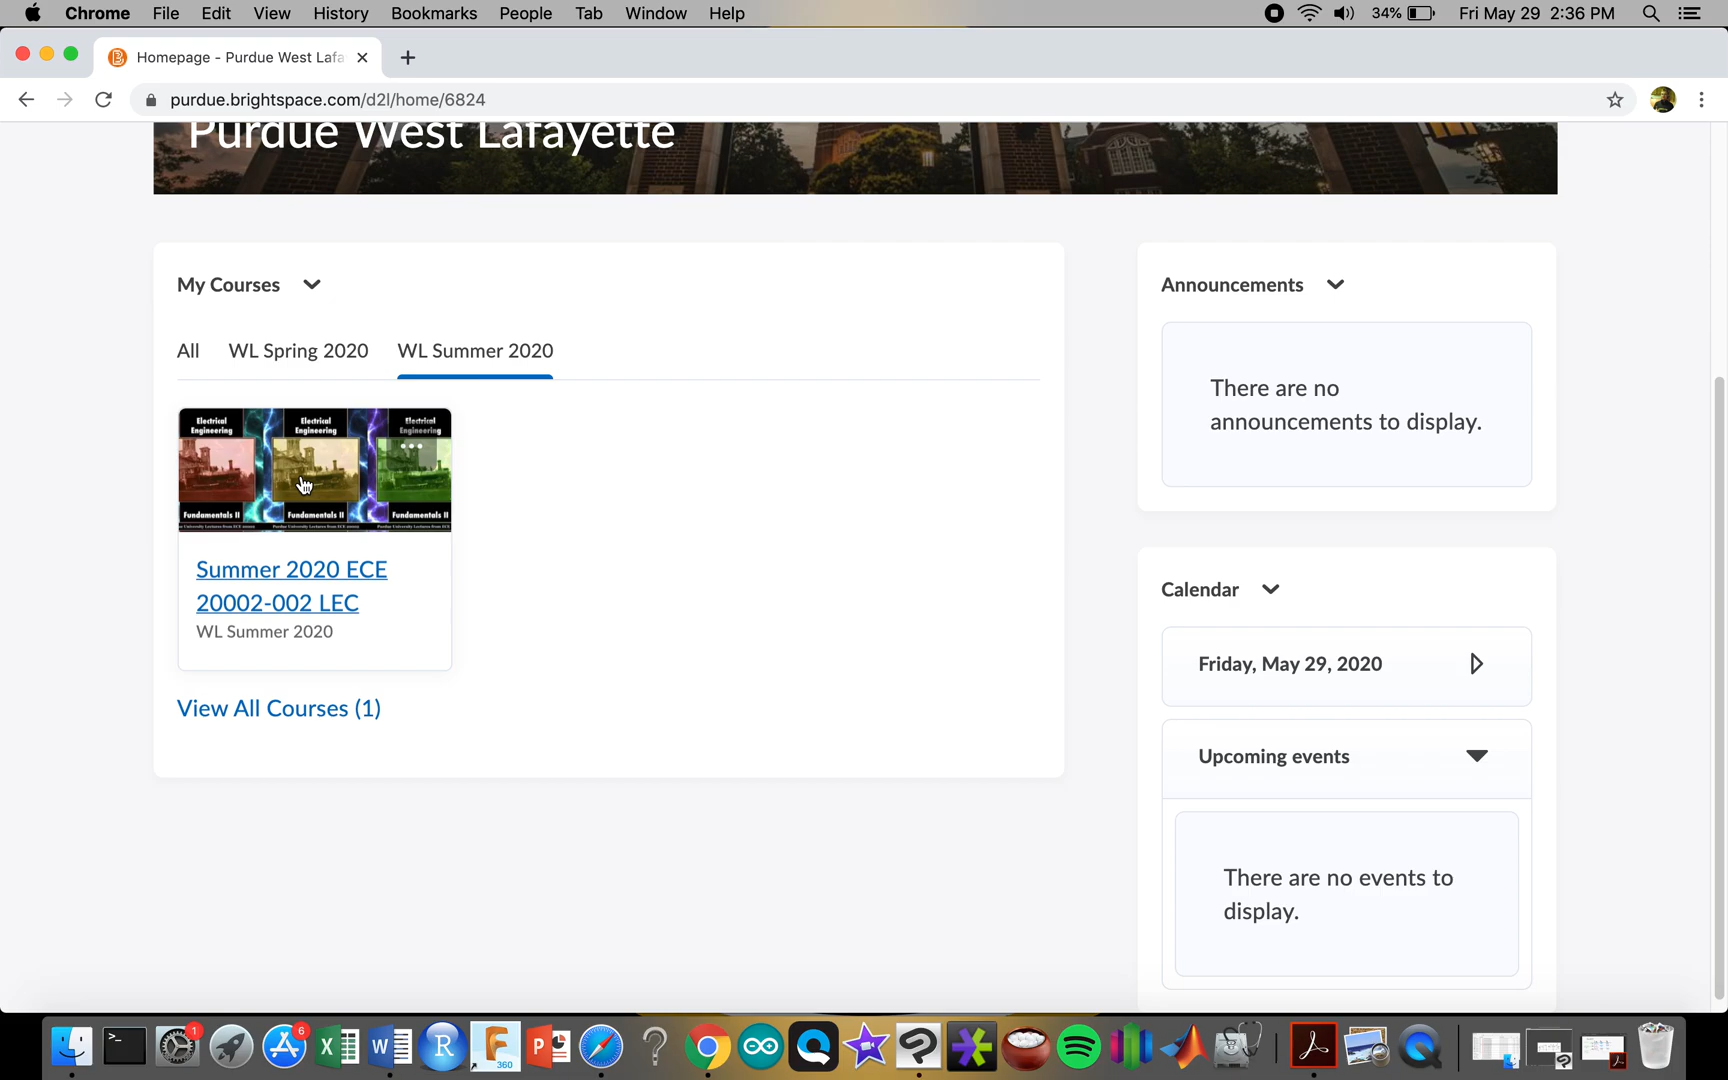 Chrome File Edit View History Bookmarks People Tab Window Help 34% Fri May 29 2:36 PM
Homepage - Purdue West Lafa
purdue.brightspace.com/d2l/home/6824
Purdue West Lafayette
My Courses
All WL Spring 2020 WL Summer 2020
Electrical Engineering Electrical Engineering Electrical Engineering
Fundamentals II Fundamentals II Fundamentals II
Summer 2020 ECE
20002-002 LEC
WL Summer 2020
View All Courses (1)
Announcements
There are no
announcements to display.
Calendar
Friday, May 29, 2020
Upcoming events
There are no events to
display.
1 6 360